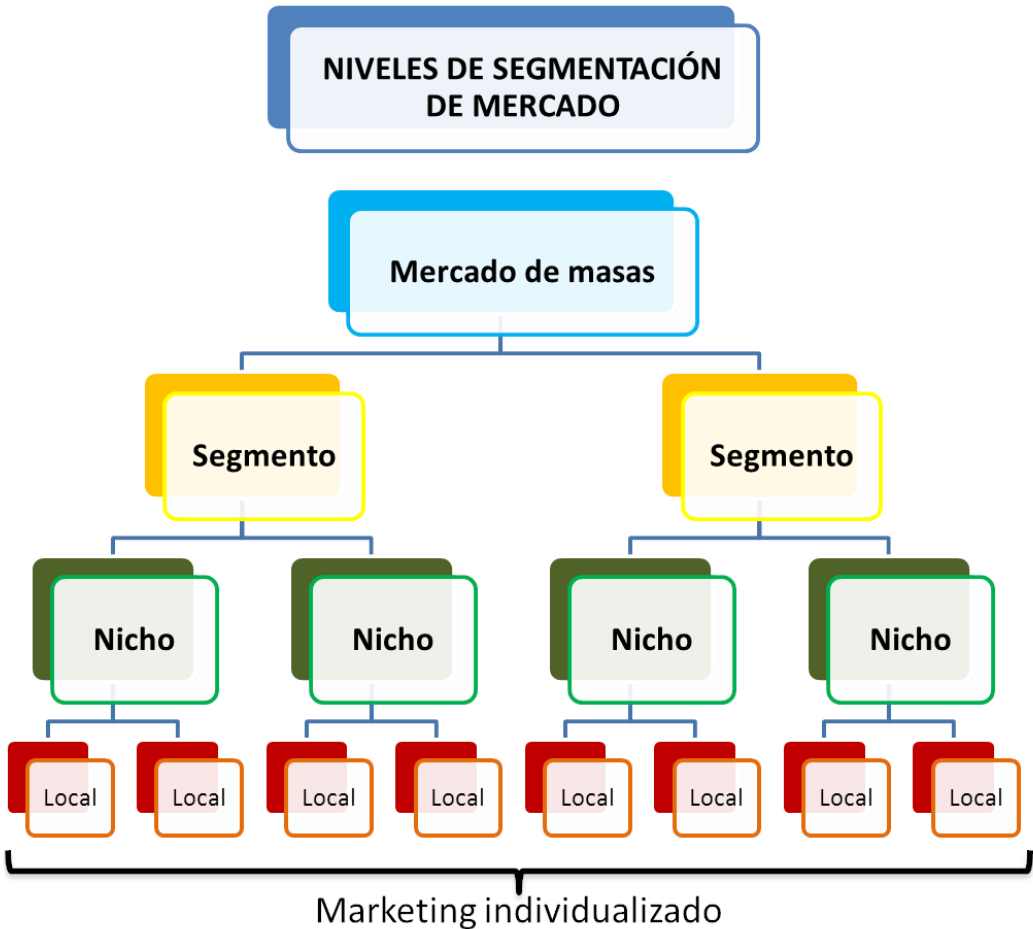 NIVELES DE SEGMENTACIÓN
DE MERCADO
Mercado de masas
Segmento
Segmento
Nicho
Nicho
Nicho
Nicho
Local
Local
Local
Local
Local
Local
Local
Local
Marketing individualizado